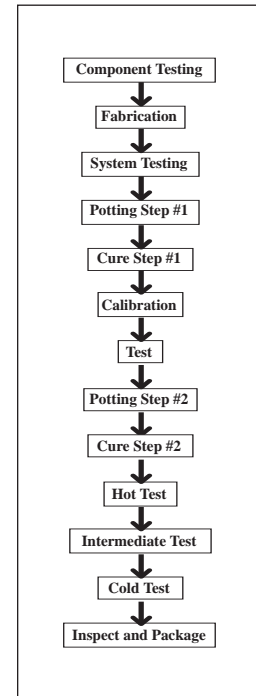 Component Testing
Fabrication
System Testing
Potting Step #1
Cure Step #1
Calibration
Test
Potting Step #2
Cure Step #2
Hot Test
Intermediate Test
Cold Test
Inspect and Package